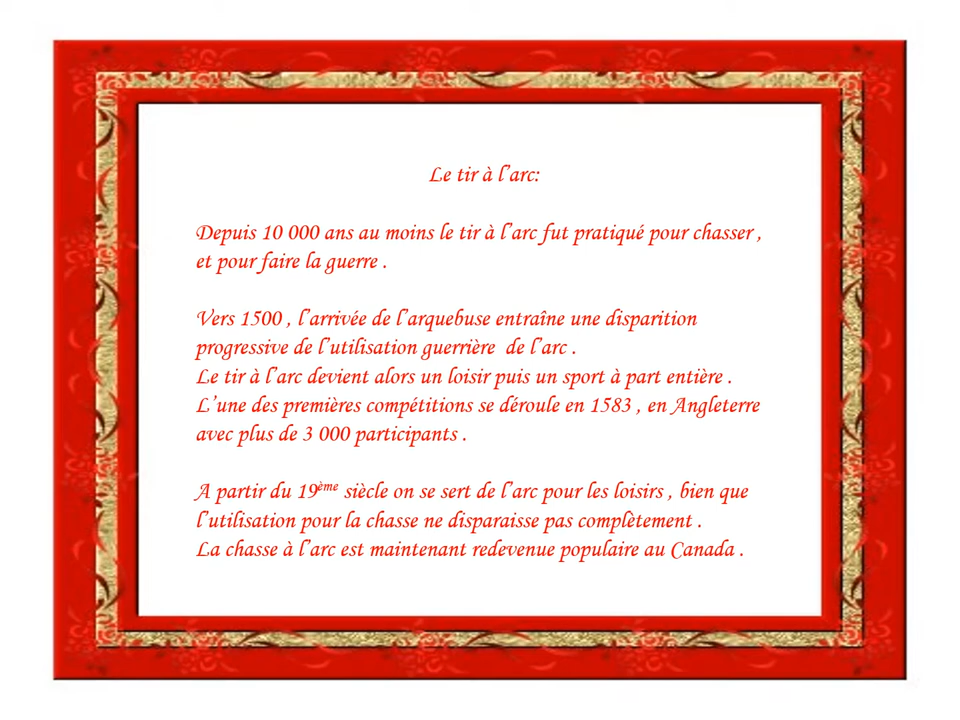 Le tir à l’arc:
Depuis 10 000 ans au moins le tir à l’arc fut pratiqué pour chasser ,
et pour faire la guerre .
Vers 1500 , l’arrivée de l’arquebuse entraîne une disparition
progressive de l’utilisation guerrière  de l’arc .
Le tir à l’arc devient alors un loisir puis un sport à part entière .
L’une des premières compétitions se déroule en 1583 , en Angleterre
avec plus de 3 000 participants .
A partir du 19ème siècle on se sert de l’arc pour les loisirs , bien que
l’utilisation pour la chasse ne disparaisse pas complètement .
La chasse à l’arc est maintenant redevenue populaire au Canada .